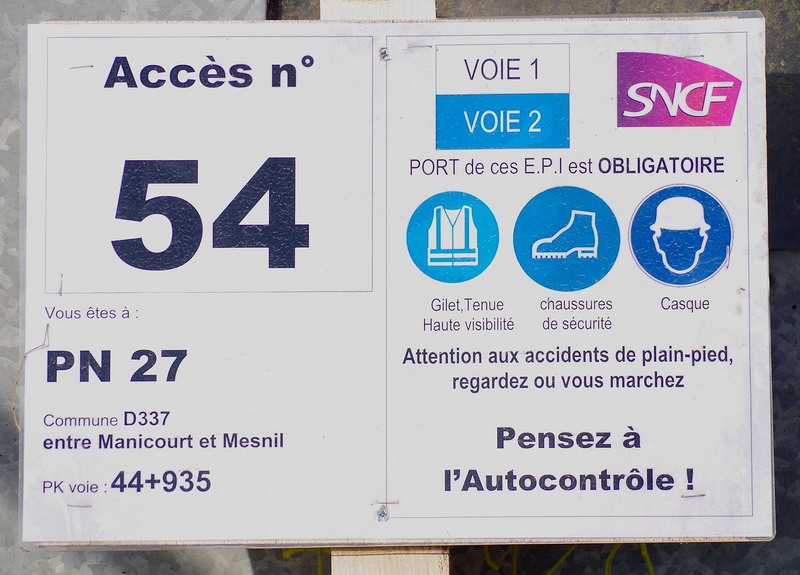 Accès n°
54
Vous êtes à :
PN 27
Commune D337
entre Manicourt et Mesnil
PK voie : 44+935
VOIE 1
VOIE 2
SNCF
PORT de ces E.P.I est OBLIGATOIRE
Gilet,Tenue
Haute visibilité
chaussures
de sécurité
Casque
Attention aux accidents de plain-pied,
regardez ou vous marchez
Pensez à
l'Autocontrôle !